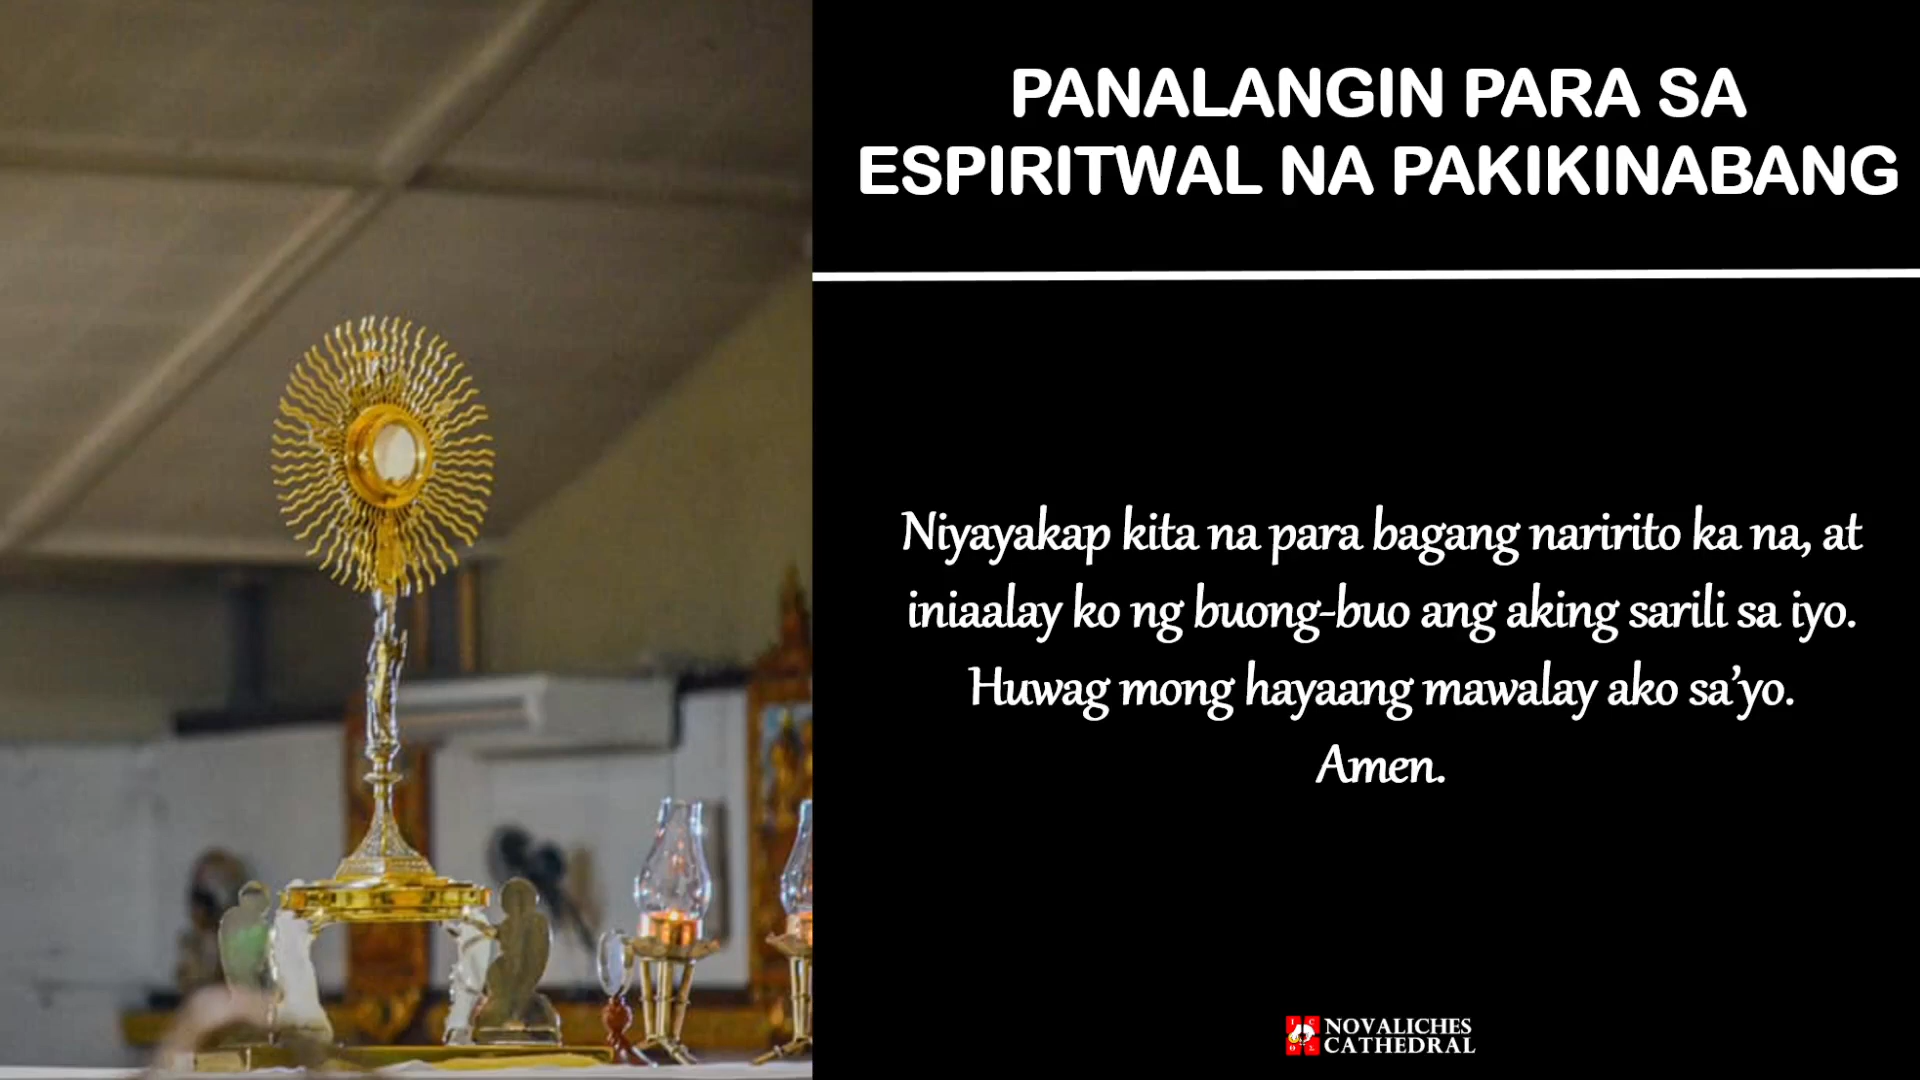 PANALANGIN PARA SA
ESPIRITWAL NA PAKIKINABANG
Niyayakap kita na para bagang naririto ka na, at
iniaalay ko ng buong-buo ang aking sarili sa iyo.
Huwag mong hayaang mawalay ako sa’yo.
Amen.
NOVALICHES
CATHEDRAL